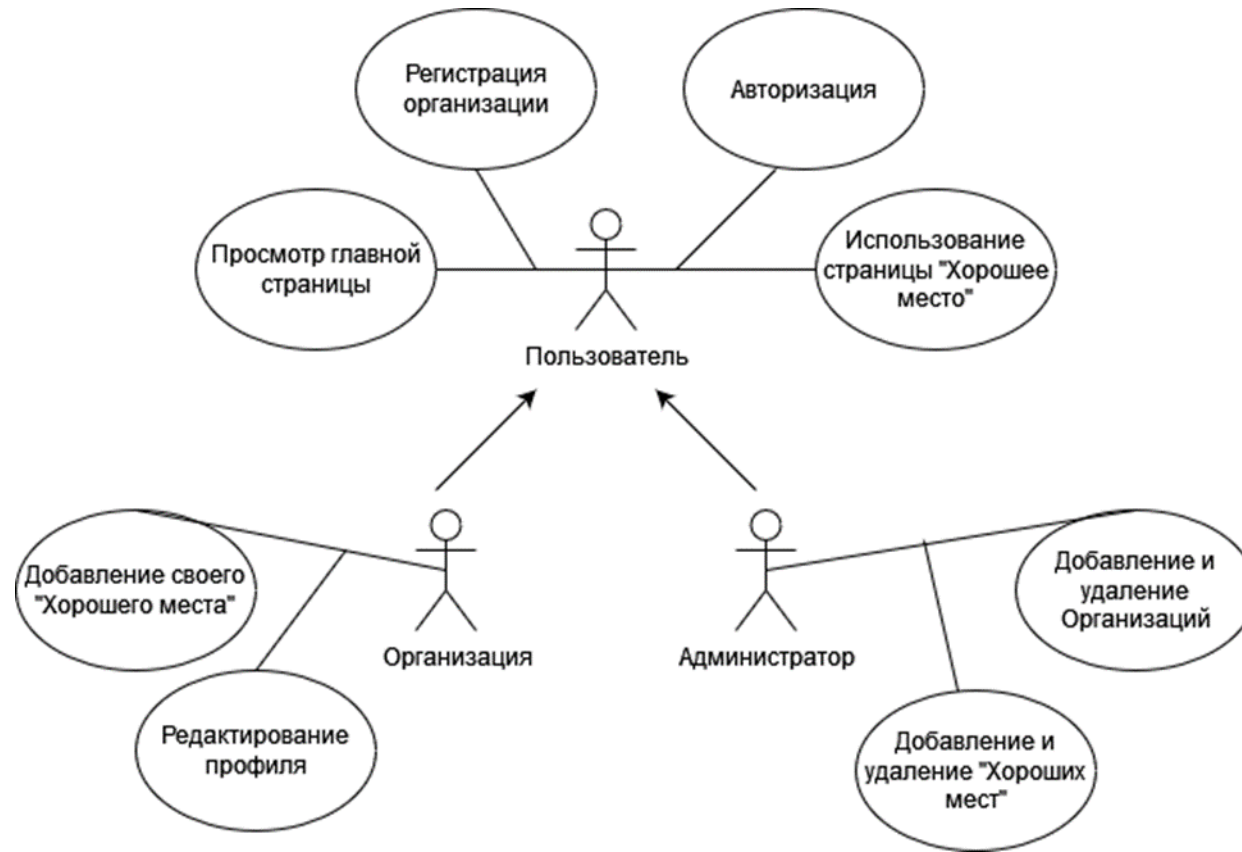 Регистрация
организации
Авторизация
Просмотр главной
страницы
Использование
страницы "Хорошее
место"
Пользователь
Добавление своего
"Хорошего места"
Организация
Администратор
Добавление и
удаление
Организаций
Редактирование
профиля
Добавление и
удаление "Хороших
мест"